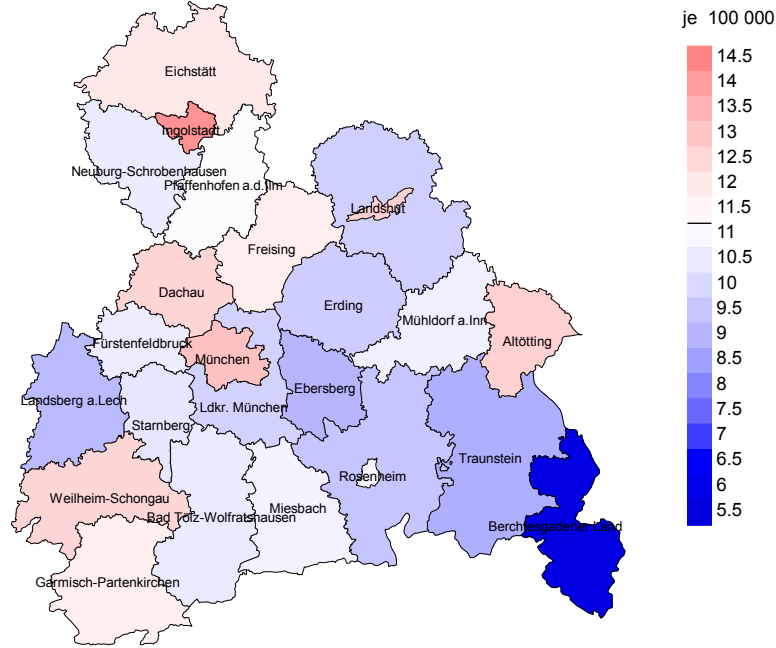 je 100 000
14.5
14
13.5
13
12.5
12
11.5
11
10.5
10
9.5
9
8.5
8
7.5
7
6.5
6
5.5
Eichstätt
Ingolstadt
Neuburg-Schrobenhausen
Pfaffenhofen a.d.Ilm
Landshut
Freising
Dachau
Erding
Mühldorf a.Inn
Fürstenfeldbruck
Altötting
München
Ebersberg
Landsberg a.Lech
Ldkr. München
Starnberg
Traunstein
Rosenheim
Weilheim-Schongau
Miesbach
Bad Tölz-Wolfratshausen
Berchtesgadener Land
Garmisch-Partenkirchen